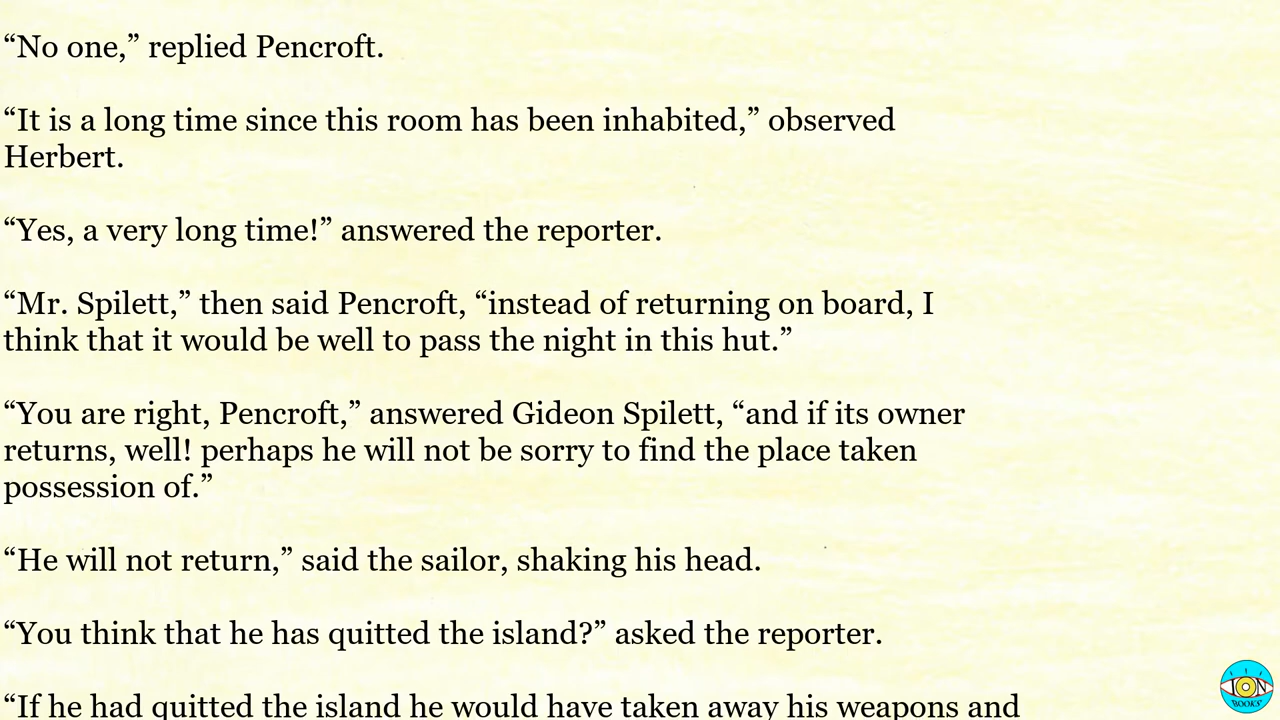 “No one,” replied Pencroft.
“It is a long time since this room has been inhabited,” observed
Herbert.
“Yes, a very long time!” answered the reporter.
“Mr. Spilett,” then said Pencroft, “instead of returning on board, I
think that it would be well to pass the night in this hut.”
“You are right, Pencroft,” answered Gideon Spilett, “and if its owner
returns, well! perhaps he will not be sorry to find the place taken
possession of.”
“He will not return,” said the sailor, shaking his head.
“You think that he has quitted the island?” asked the reporter.
“If he had quitted the island he would have taken away his weapons and
ION
BOOKS